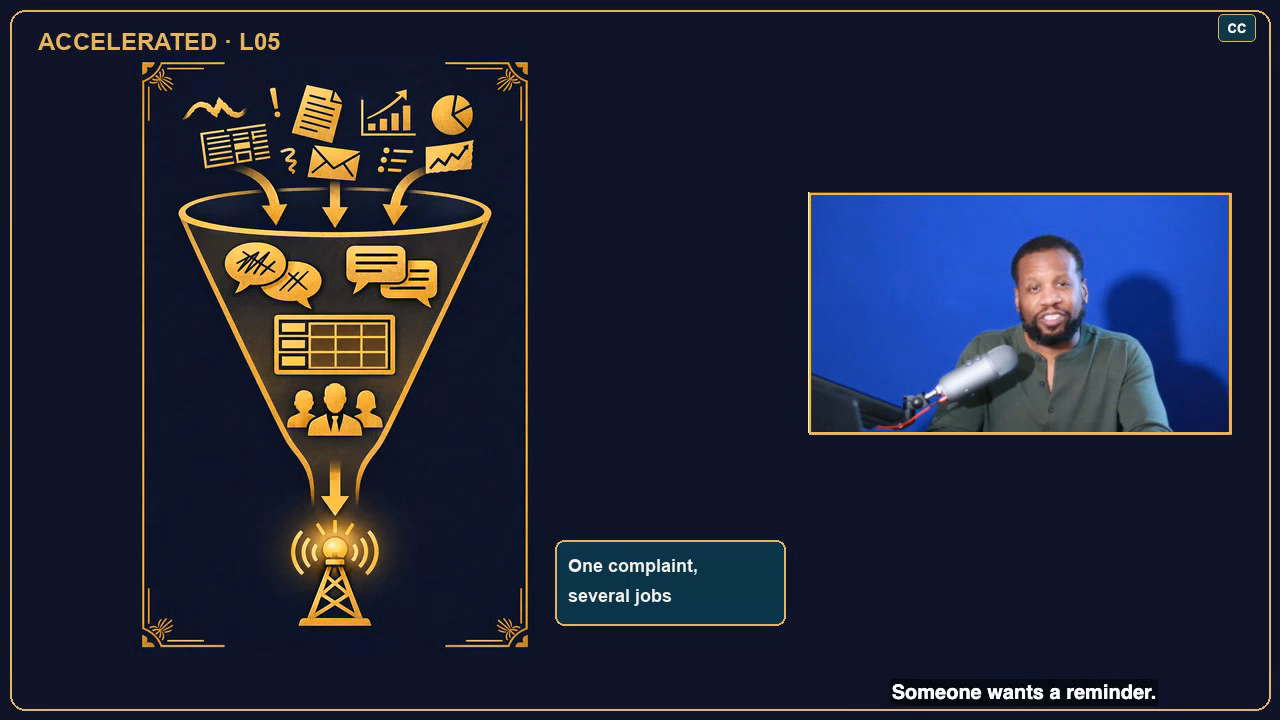 ACCELERATED · L05
CC
One complaint,
several jobs
Someone wants a reminder.